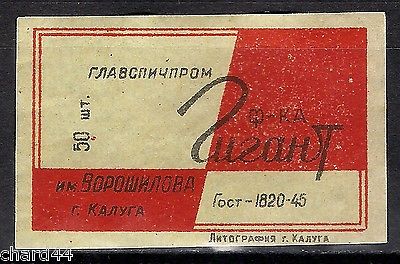 ГЛАВСПИЧПРОМ
50 шт.
Ф-КА
Гигант
им. ВОРОШИЛОВА
г. КАЛУГА
Гост-1820-45
Литография г. Калуга
chard44